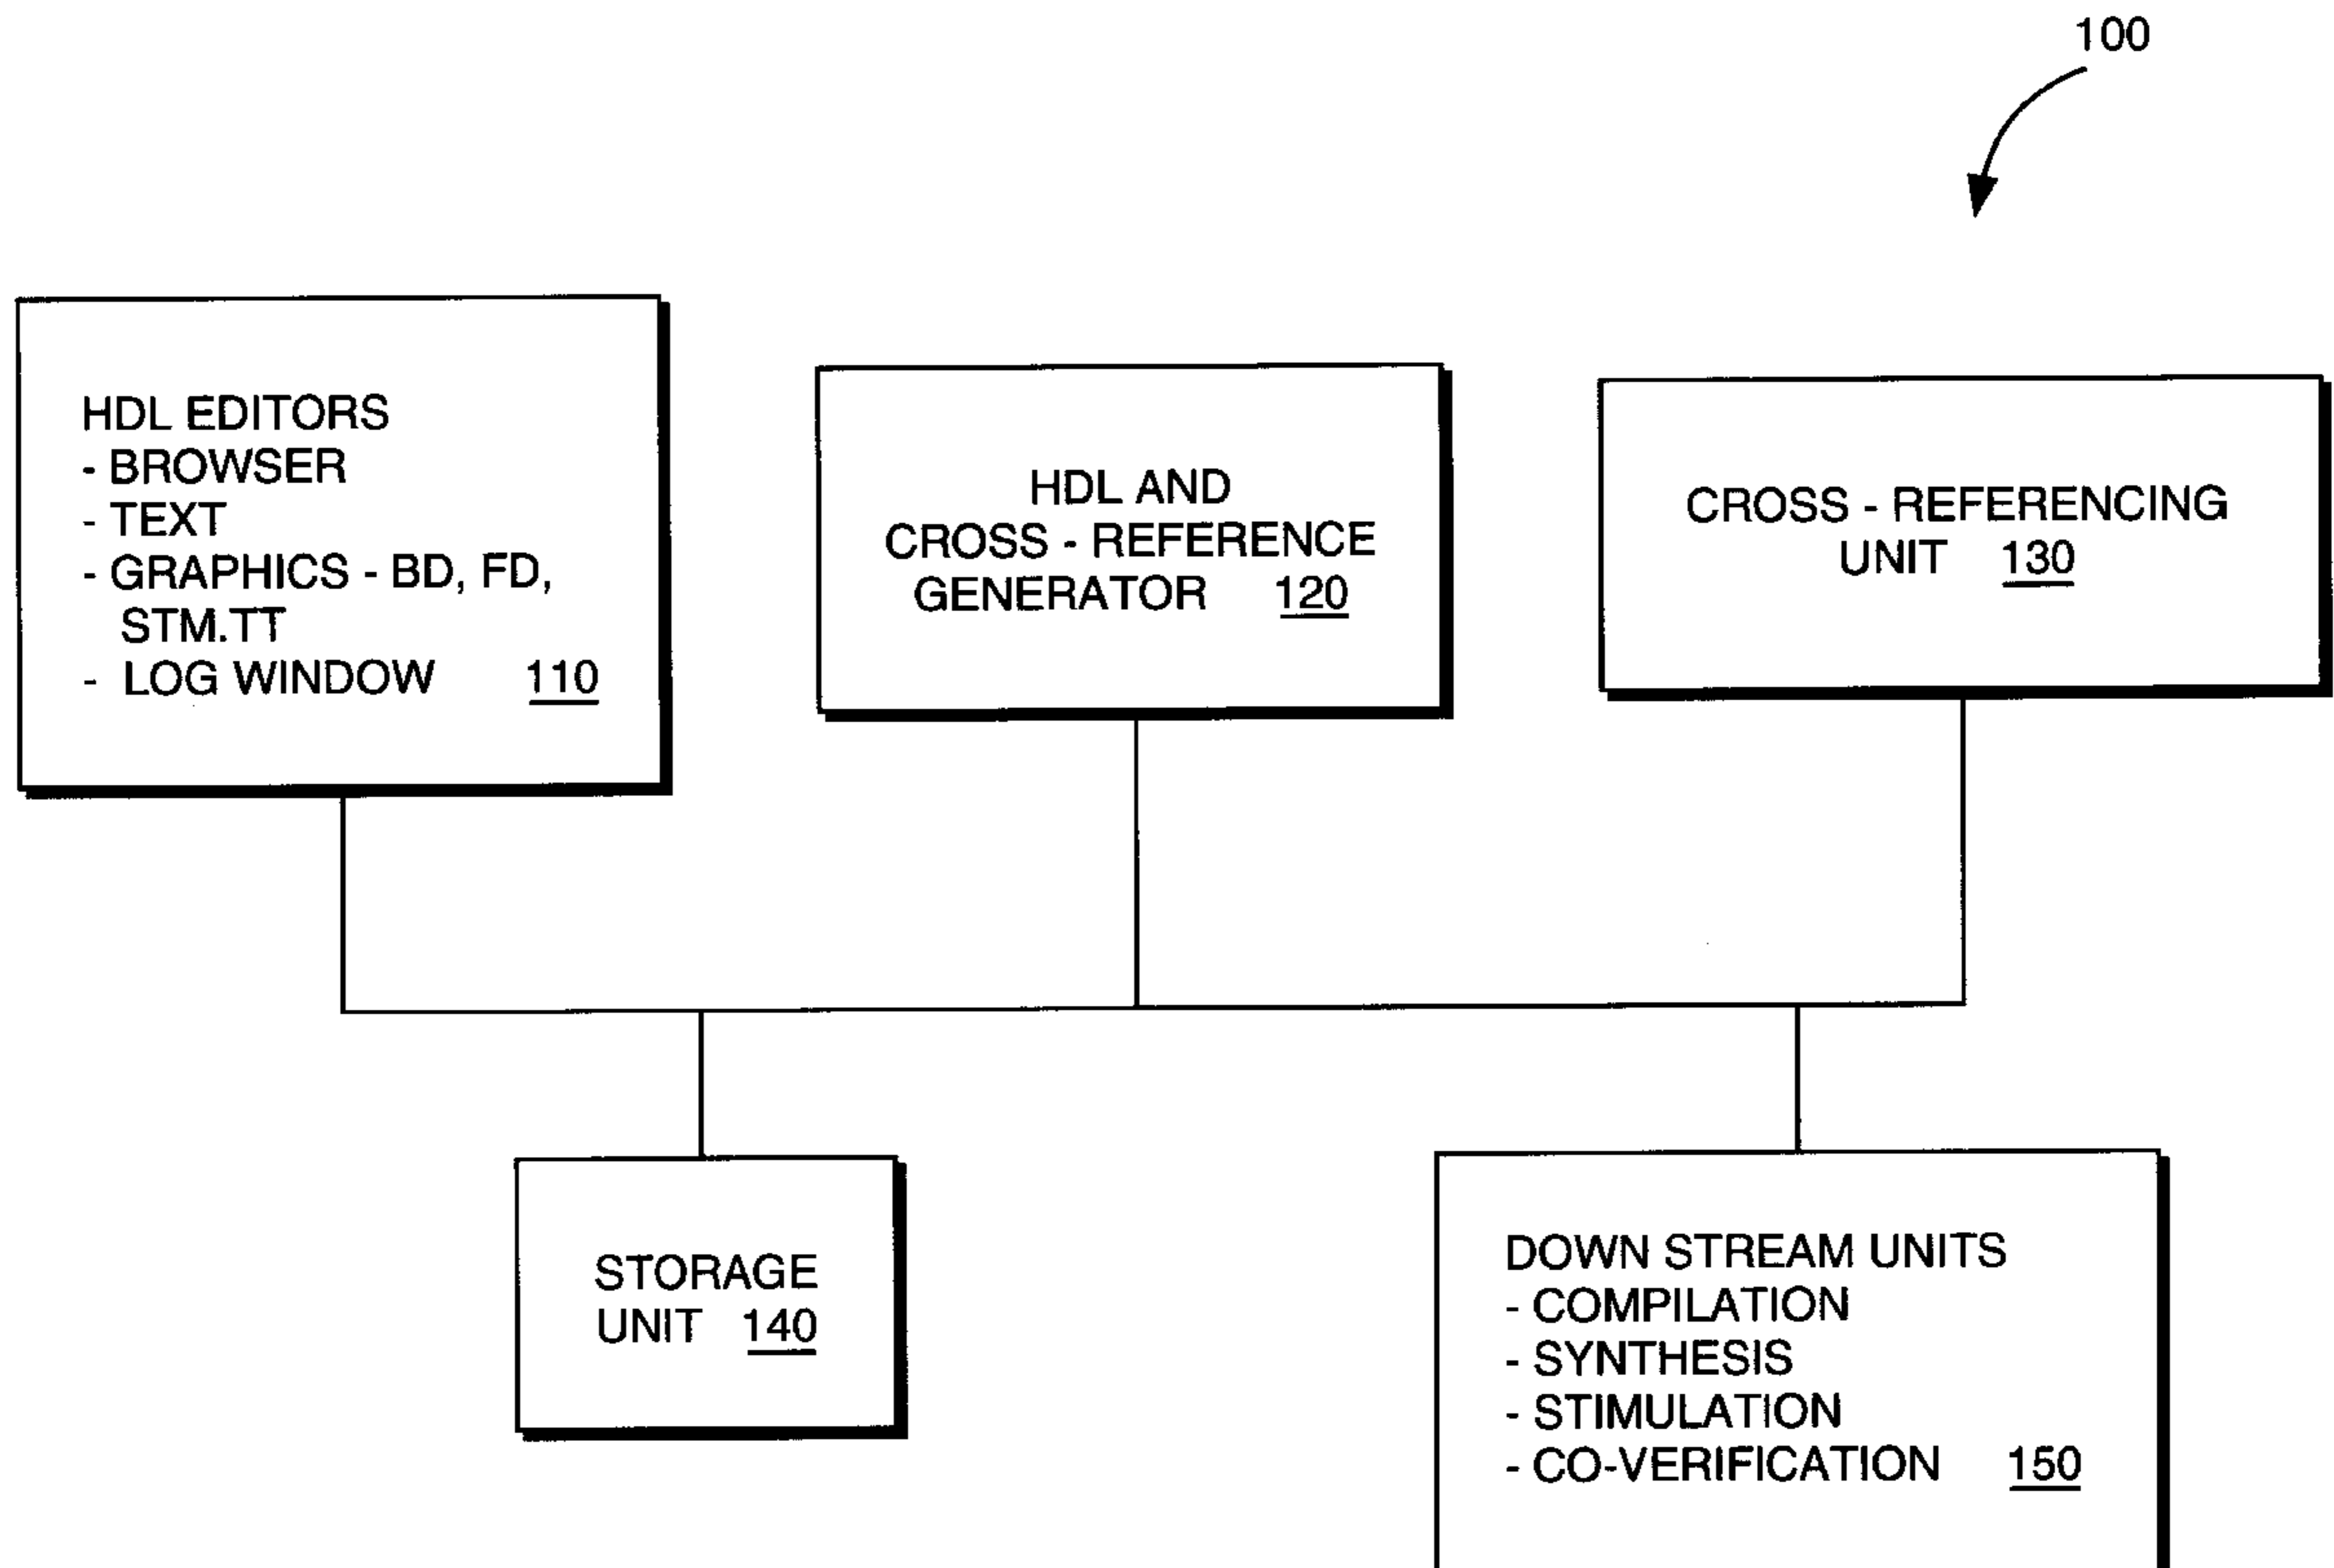 100
HDL EDITORS
- BROWSER
- TEXT
- GRAPHICS - BD, FD,
STM.TT
- LOG WINDOW 110
HDL AND
CROSS - REFERENCE
GENERATOR 120
CROSS - REFERENCING
UNIT 130
STORAGE
UNIT 140
DOWN STREAM UNITS
- COMPILATION
- SYNTHESIS
- STIMULATION
- CO-VERIFICATION 150